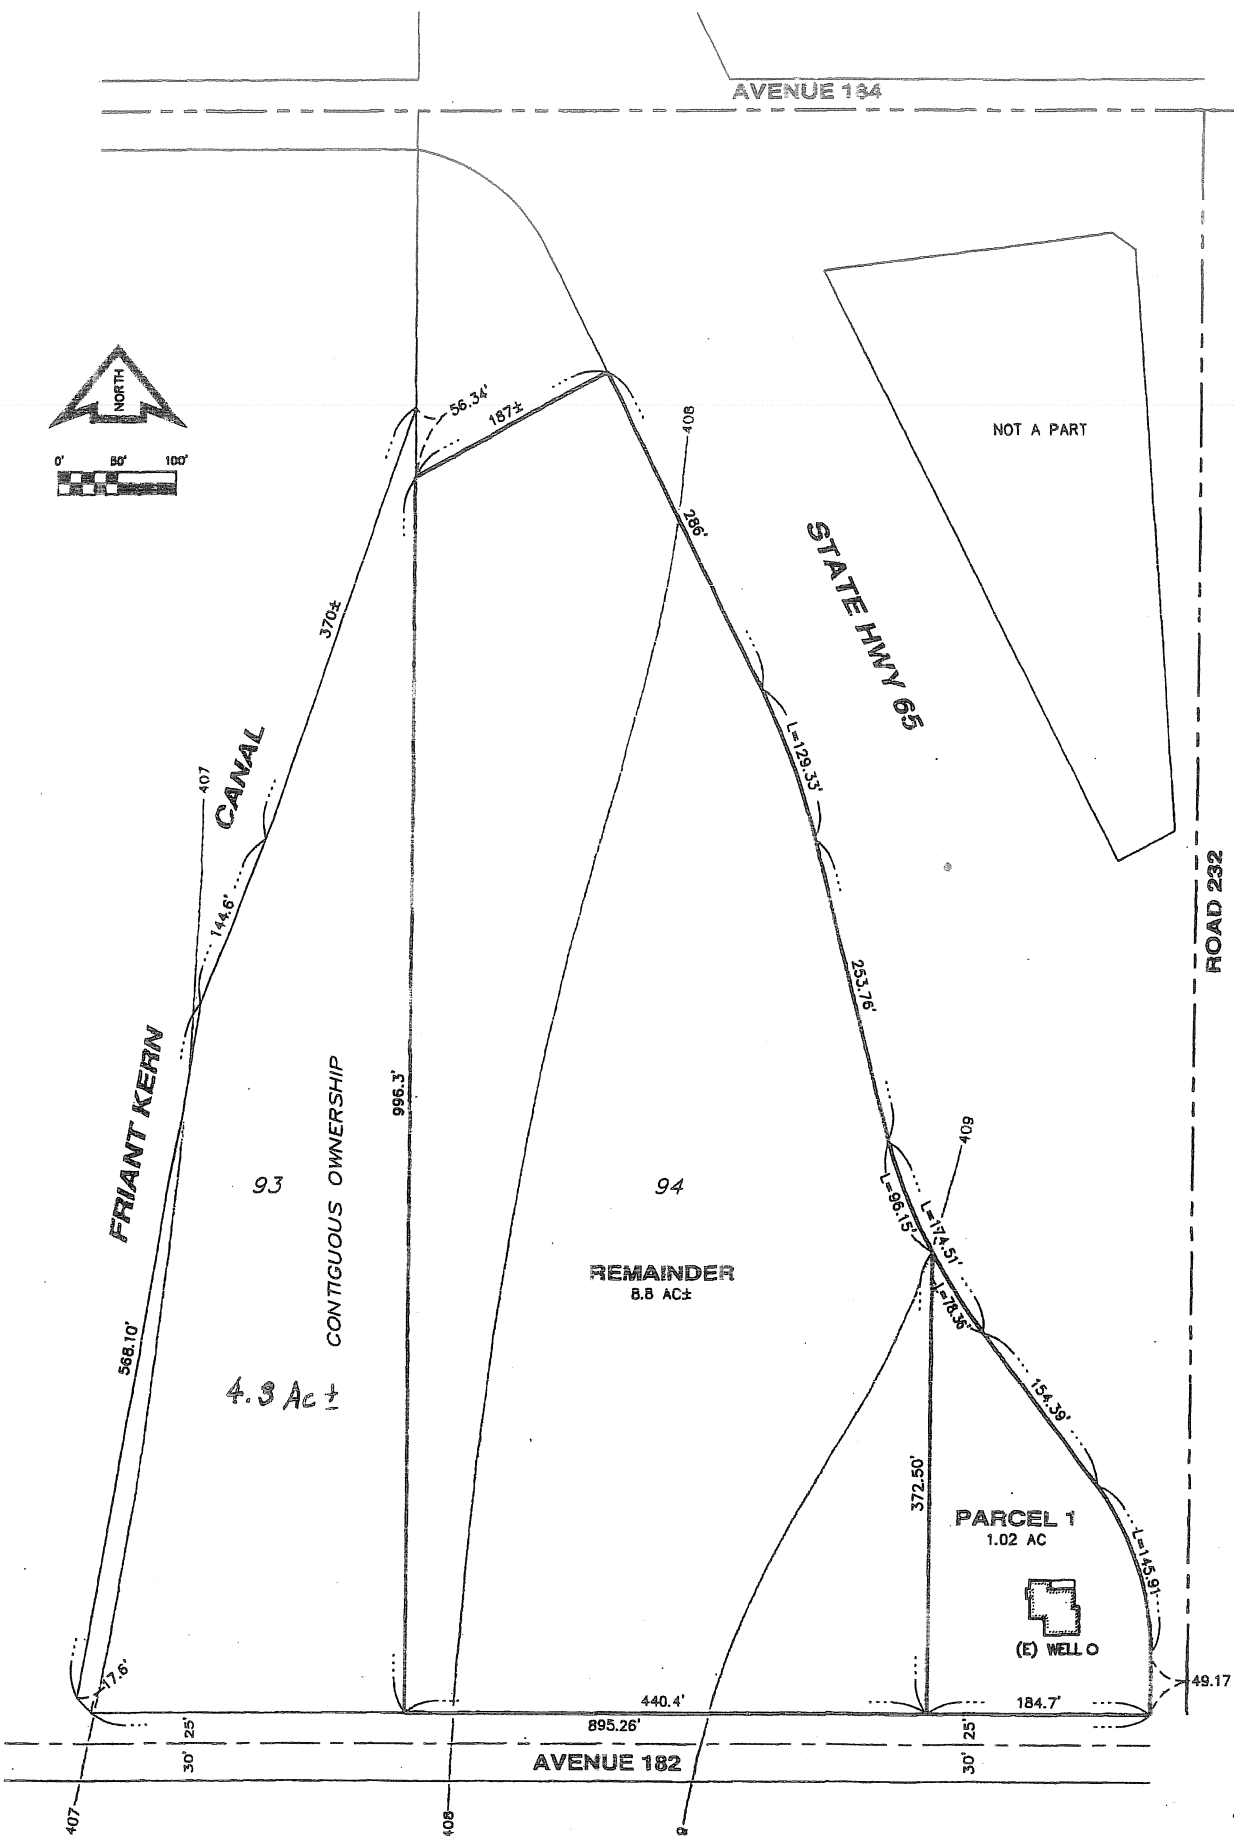 AVENUE 134
NORTH
0' 50' 100'
56.34'
187±
408
NOT A PART
286'
STATE HWY 65
370±
L=129.33'
CANAL
407
144.6'
ROAD 232
253.76'
FRIANT KERN
996.3'
CONTIGUOUS OWNERSHIP
409
93
94
L=96.15'
L=174.51'
REMAINDER
8.8 AC±
L=78.36'
568.10'
4.3 Ac ±
154.39'
372.50'
PARCEL 1
1.02 AC
L=145.91
(E) WELL O
17.6'
49.17
440.4'
184.7'
895.26'
25'
25'
AVENUE 182
30'
30'
407
408